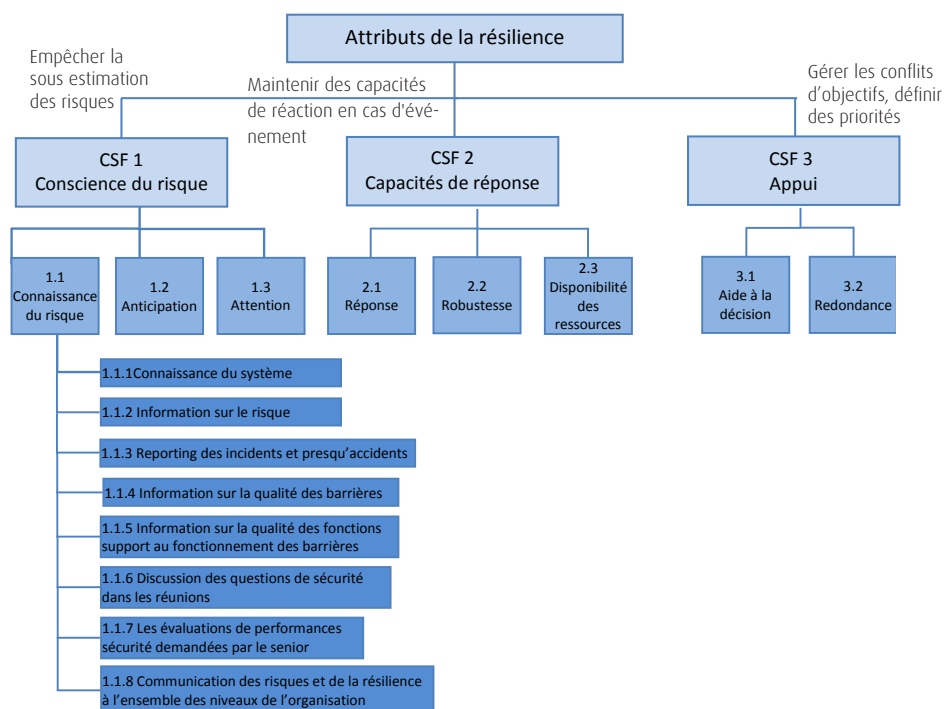 Attributs de la résilience
Empêcher la
sous estimation
des risques
Maintenir des capacités
de réaction en cas d'évé-
nement
Gérer les conflits
d'objectifs, définir
des priorités
CSF 1
Conscience du risque
CSF 2
Capacités de réponse
CSF 3
Appui
1.1
Connaissance
du risque
1.2
Anticipation
1.3
Attention
2.1
Réponse
2.2
Robustesse
2.3
Disponibilité
des
ressources
3.1
Aide à la
décision
3.2
Redondance
1.1.1Connaissance du système
1.1.2 Information sur le risque
1.1.3 Reporting des incidents et presqu'accidents
1.1.4 Information sur la qualité des barrières
1.1.5 Information sur la qualité des fonctions
support au fonctionnement des barrières
1.1.6 Discussion des questions de sécurité
dans les réunions
1.1.7 Les évaluations de performances
sécurité demandées par le senior
1.1.8 Communication des risques et de la résilience
à l'ensemble des niveaux de l'organisation